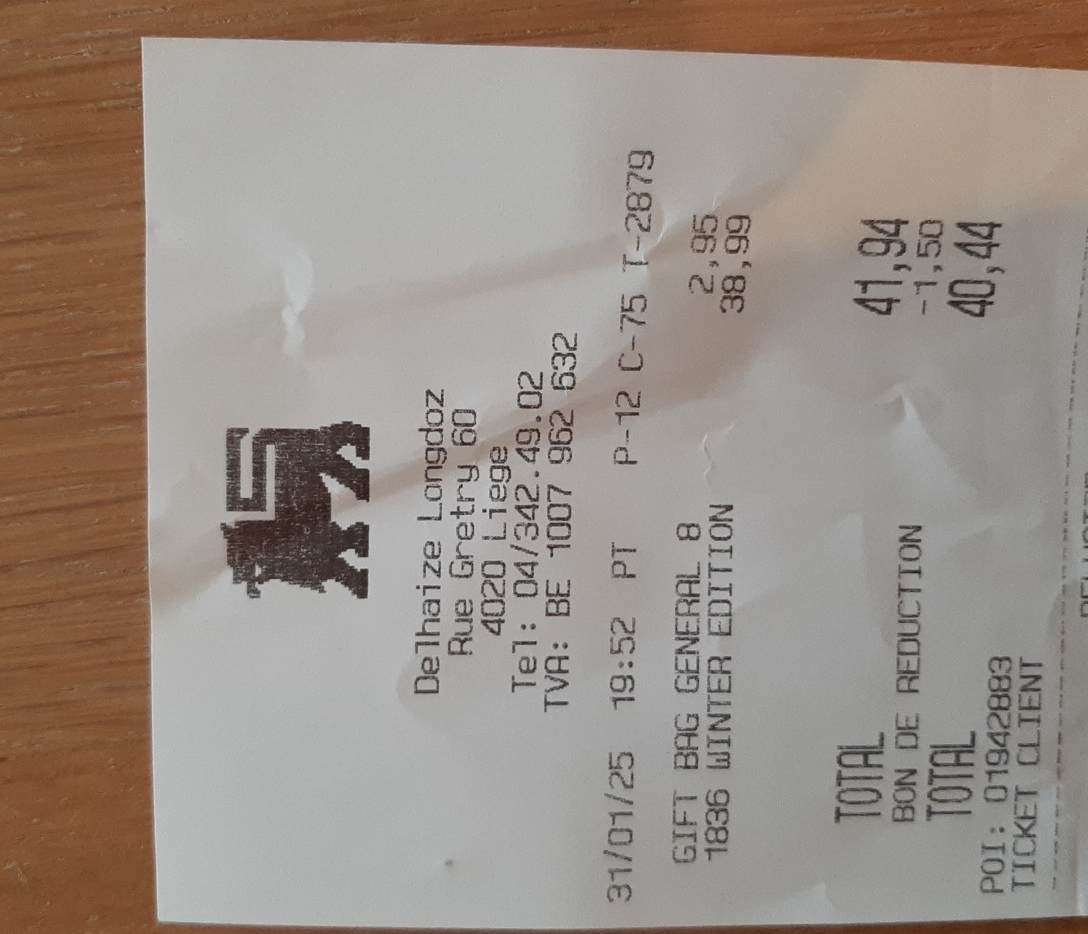 Delhaize Longdoz
Rue Gretry 60
4020 Liege
Tel: 04/342.49.02
TVA: BE 1007 962 632
31/01/25 19:52 PT P-12 C-75 T-2879
GIFT BAG GENERAL 8 2,95
1836 WINTER EDITION 38,99
TOTAL 41,94
BON DE REDUCTION -1,50
TOTAL 40,44
POI: 01942883
TICKET CLIENT